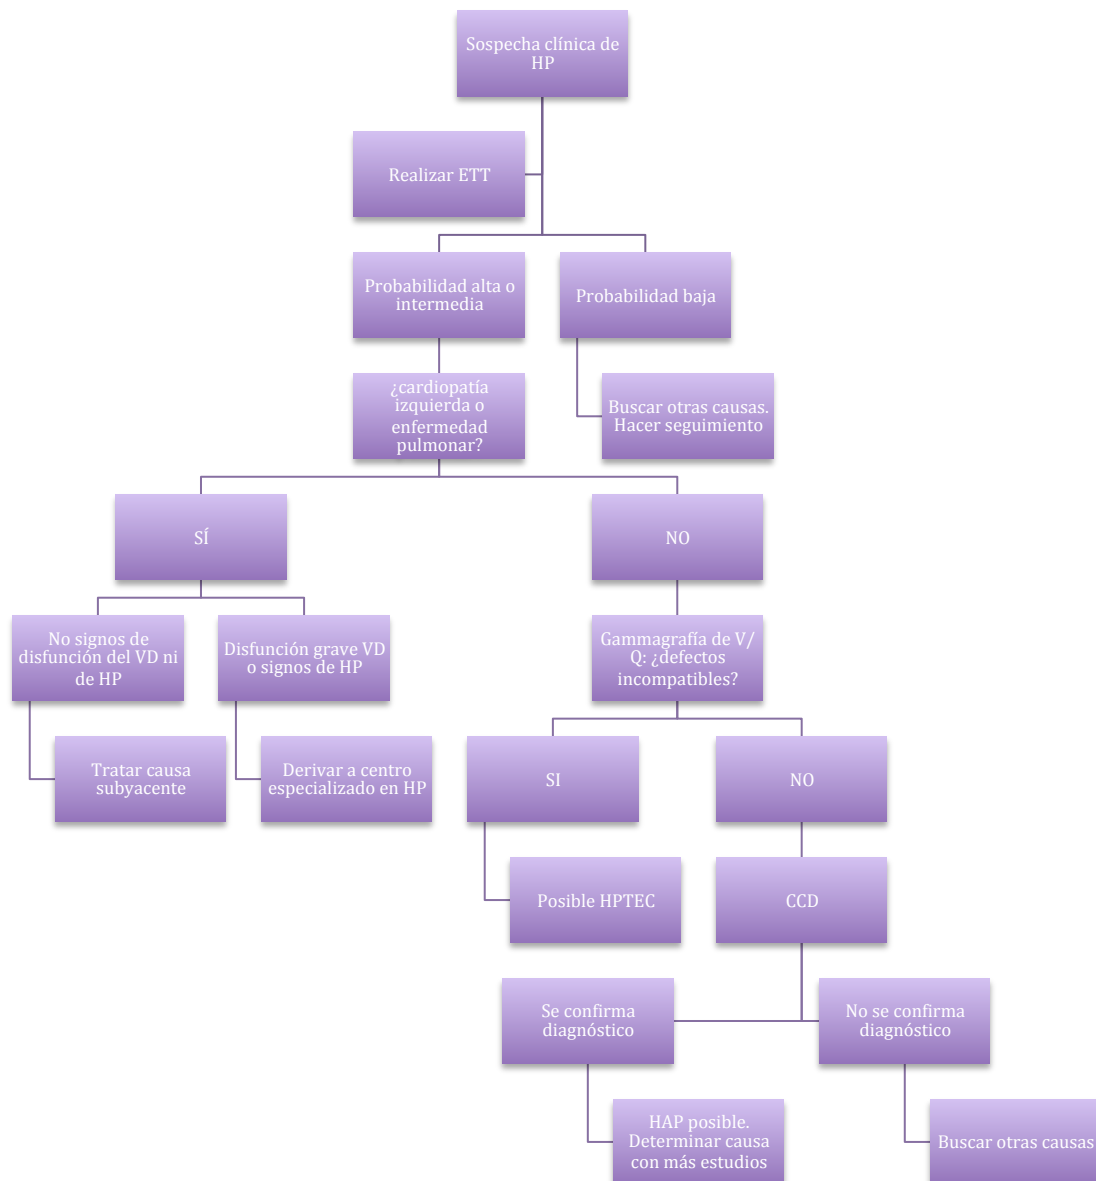 Sospecha clínica de
HP
Realizar ETT
Probabilidad alta o
intermedia
Probabilidad baja
¿cardiopatía
izquierda o
enfermedad
pulmonar?
Buscar otras causas.
Hacer seguimiento
SÍ
NO
No signos de
disfunción del VD ni
de HP
Disfunción grave VD
o signos de HP
Gammagrafía de V/
Q: ¿defectos
incompatibles?
Tratar causa
subyacente
Derivar a centro
especializado en HP
SI
NO
Posible HPTEC
CCD
Se confirma
diagnóstico
No se confirma
diagnóstico
HAP posible.
Determinar causa
con más estudios
Buscar otras causas